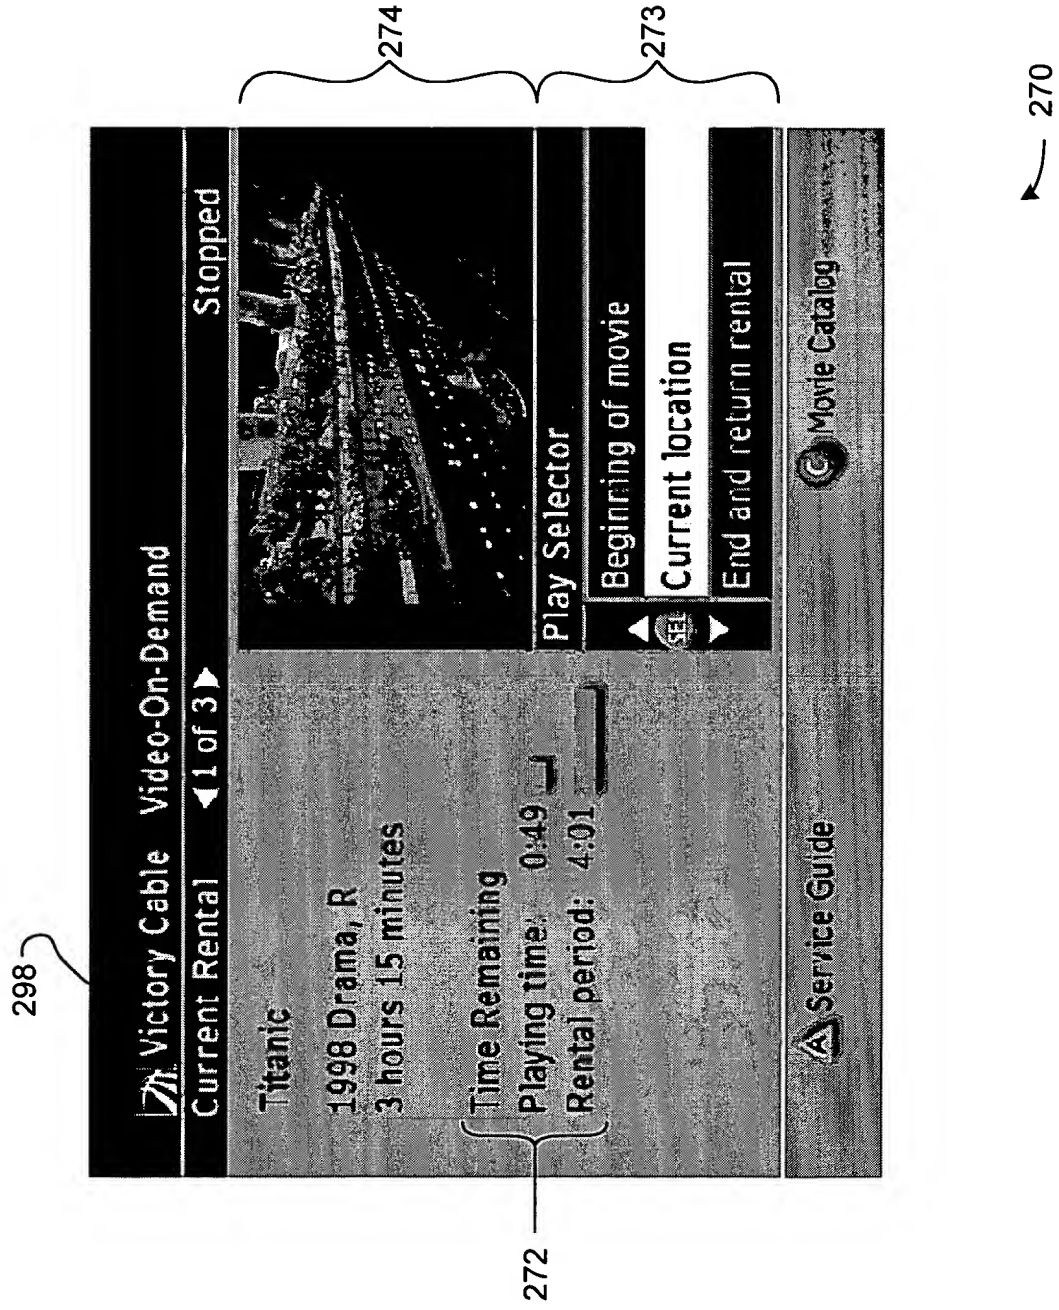 298
Victory Cable Video-On-Demand
Current Rental ◀1 of 3▶ Stopped
Titanic
1998 Drama, R
3 hours 15 minutes
Time Remaining
Playing time: 0:49
Rental period: 4:01
272
274
Play Selector
SEL
Beginning of movie
Current location
End and return rental
273
A Service Guide
C Movie Catalog
270